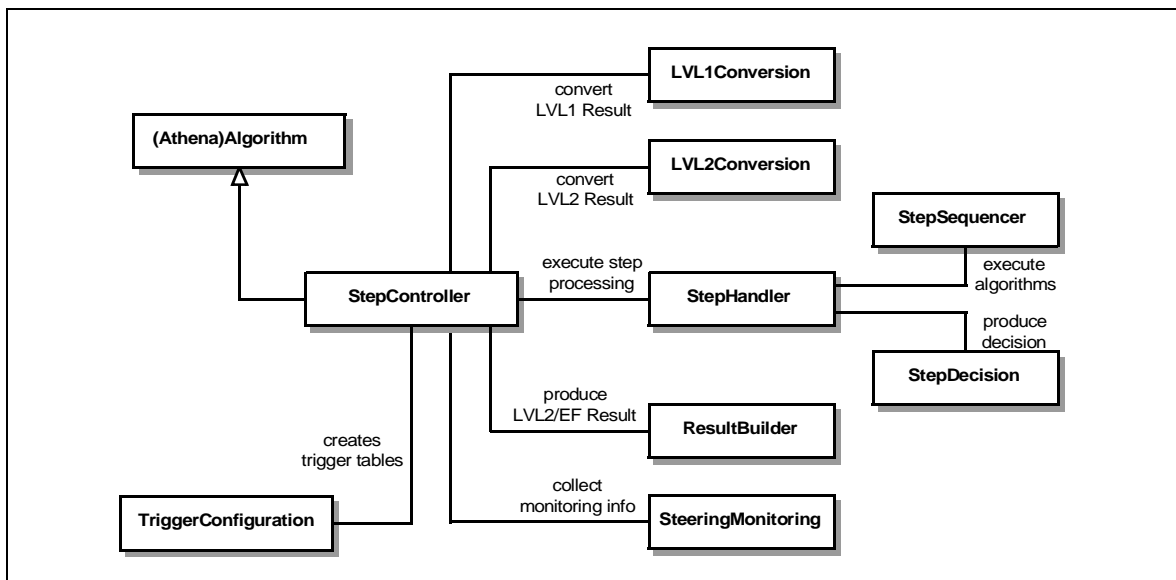 LVL1Conversion
convert
LVL1 Result
(Athena)Algorithm
LVL2Conversion
convert
LVL2 Result
StepSequencer
execute step
processing
execute
algorithms
StepController
StepHandler
produce
decision
StepDecision
produce
LVL2/EF Result
ResultBuilder
creates
trigger tables
collect
monitoring info
TriggerConfiguration
SteeringMonitoring